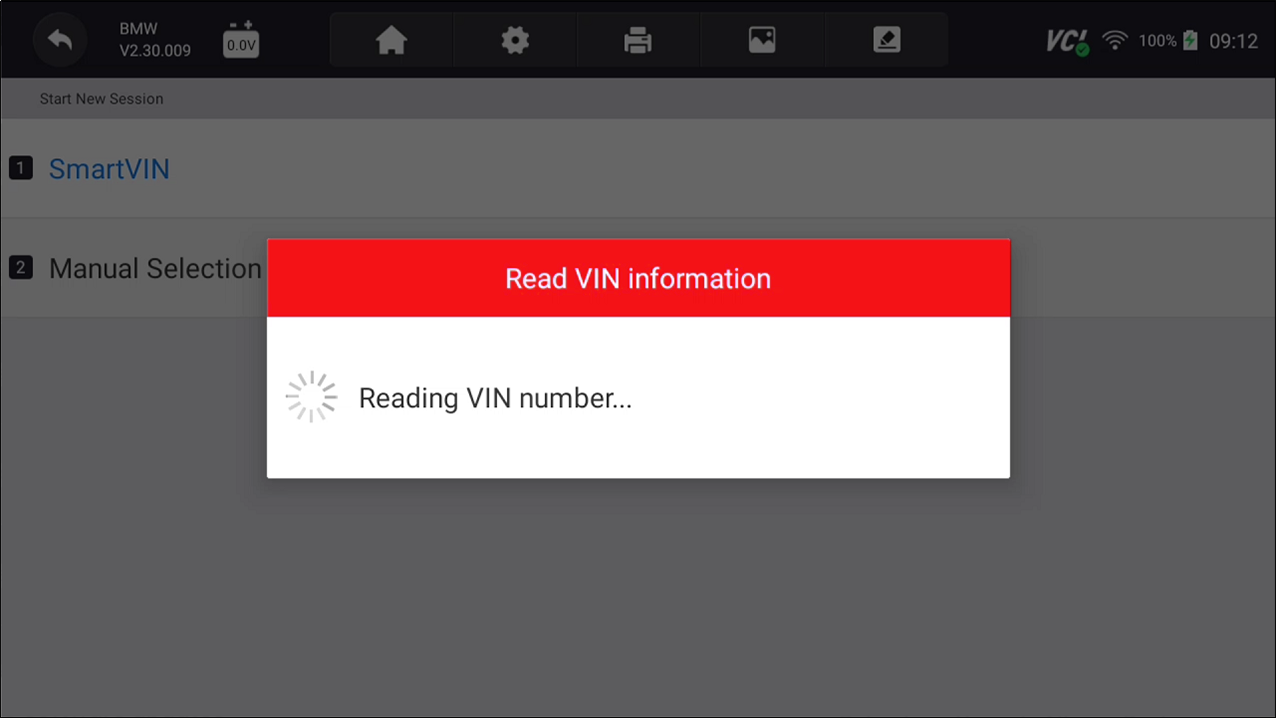 BMW
V2.30.009
0.0V
VCI
100%
09:12
Start New Session
1 SmartVIN
2 Manual Selection
Read VIN information
Reading VIN number...